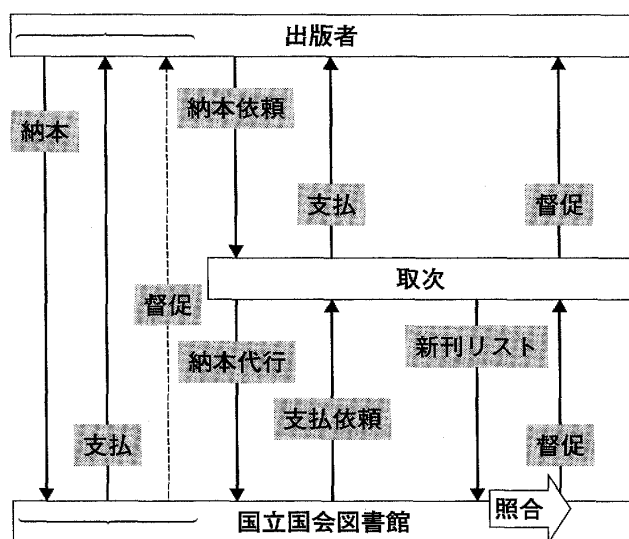 出版者
納本
納本依頼
支払
督促
取次
督促
納本代行
新刊リスト
支払
支払依頼
督促
国立国会図書館
照合